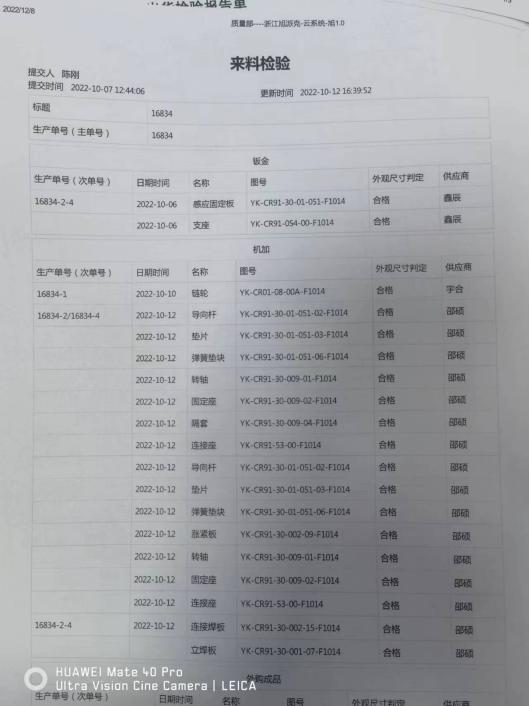 2022/12/8
出货检验报告单
质量部----浙江旭派克-云系统-旭1.0
来料检验
提交人 陈刚
提交时间 2022-10-07 12:44:06 更新时间 2022-10-12 16:39:52
标题 16834
生产单号（主单号） 16834
钣金
生产单号（次单号） 日期时间 名称 图号 外观尺寸判定 供应商
16834-2-4 2022-10-06 感应固定板 YK-CR91-30-01-051-F1014 合格 鑫辰
2022-10-06 支座 YK-CR91-054-00-F1014 合格 鑫辰
机加
生产单号（次单号） 日期时间 名称 图号 外观尺寸判定 供应商
16834-1 2022-10-10 链轮 YK-CR01-08-00A-F1014 合格 宇合
16834-2/16834-4 2022-10-12 导向杆 YK-CR91-30-01-051-02-F1014 合格 邵硕
2022-10-12 垫片 YK-CR91-30-01-051-03-F1014 合格 邵硕
2022-10-12 弹簧垫块 YK-CR91-30-01-051-06-F1014 合格 邵硕
2022-10-12 转轴 YK-CR91-30-009-01-F1014 合格 邵硕
2022-10-12 固定座 YK-CR91-30-009-02-F1014 合格 邵硕
2022-10-12 隔套 YK-CR91-30-009-04-F1014 合格 邵硕
2022-10-12 连接座 YK-CR91-53-00-F1014 合格 邵硕
2022-10-12 导向杆 YK-CR91-30-01-051-02-F1014 合格 邵硕
2022-10-12 垫片 YK-CR91-30-01-051-03-F1014 合格 邵硕
2022-10-12 弹簧垫块 YK-CR91-30-01-051-06-F1014 合格 邵硕
2022-10-12 涨紧板 YK-CR91-30-002-09-F1014 合格 邵硕
2022-10-12 转轴 YK-CR91-30-009-01-F1014 合格 邵硕
2022-10-12 固定座 YK-CR91-30-009-02-F1014 合格 邵硕
2022-10-12 连接座 YK-CR91-53-00-F1014 合格 邵硕
16834-2-4 2022-10-12 连接焊板 YK-CR91-30-002-15-F1014 合格 邵硕
立焊板 YK-CR91-30-001-07-F1014 合格 邵硕
外购成品
生产单号（次单号） 日期时间 名称 图号 外观尺寸判定 供应商
HUAWEI Mate 40 Pro
Ultra Vision Cine Camera | LEICA